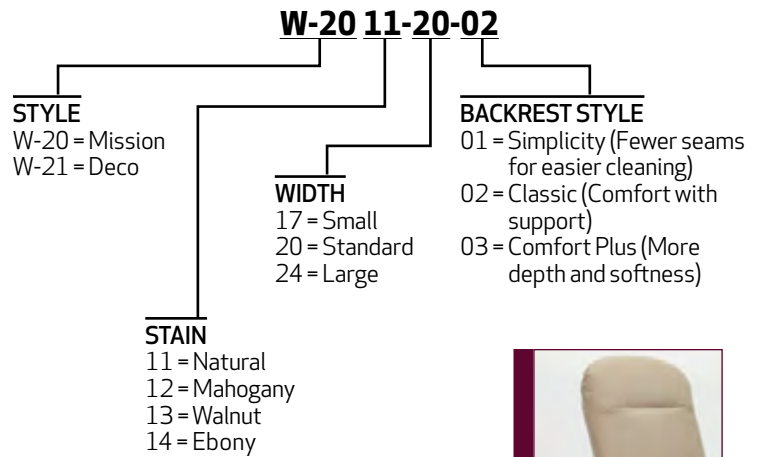 W-20 11-20-02
STYLE
W-20 = Mission
W-21 = Deco
BACKREST STYLE
01 = Simplicity (Fewer seams
for easier cleaning)
02 = Classic (Comfort with
support)
03 = Comfort Plus (More
depth and softness)
WIDTH
17 = Small
20 = Standard
24 = Large
STAIN
11 = Natural
12 = Mahogany
13 = Walnut
14 = Ebony